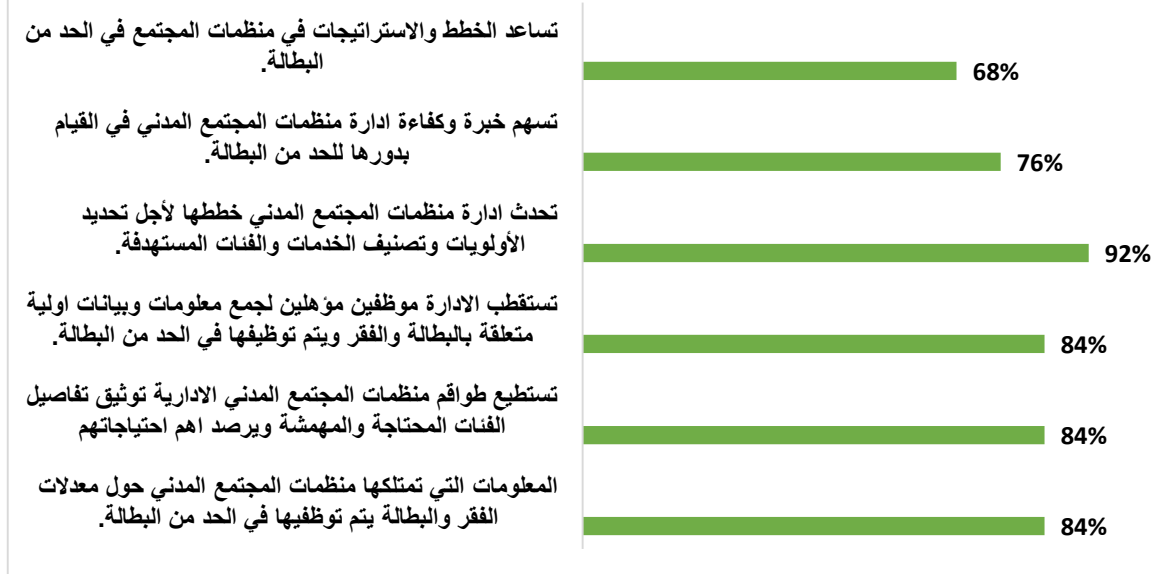 تساعد الخطط والاستراتيجات في منظمات المجتمع في الحد من
البطالة.
68%
تسهم خبرة وكفاءة ادارة منظمات المجتمع المدني في القيام
بدورها للحد من البطالة.
76%
تحدث ادارة منظمات المجتمع المدني خططها لأجل تحديد
الأولويات وتصنيف الخدمات والفئات المستهدفة.
92%
تستقطب الادارة موظفين مؤهلين لجمع معلومات وبيانات اولية
متعلقة بالبطالة والفقر ويتم توظيفها في الحد من البطالة.
84%
تستطيع طواقم منظمات المجتمع المدني الادارية توثيق تفاصيل
الفئات المحتاجة والمهمشة ويرصد اهم احتياجاتهم
84%
المعلومات التي تمتلكها منظمات المجتمع المدني حول معدلات
الفقر والبطالة يتم توظفيها في الحد من البطالة.
84%